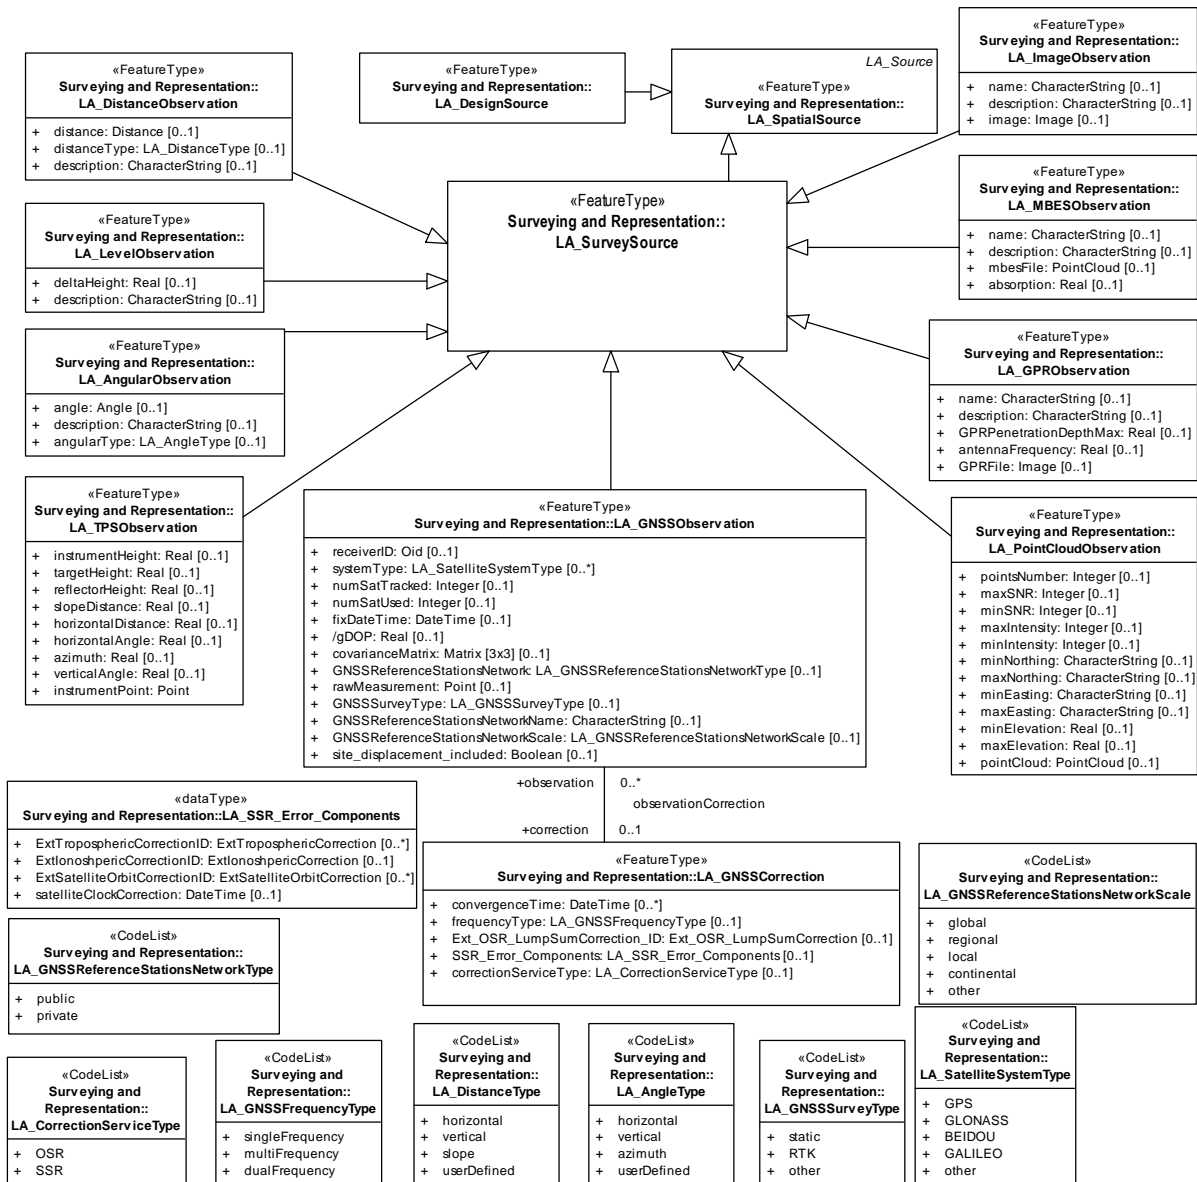 «FeatureType»
Surveying and Representation::
LA_DistanceObservation
+ distance: Distance [0..1]
+ distanceType: LA_DistanceType [0..1]
+ description: CharacterString [0..1]
«FeatureType»
Surveying and Representation::
LA_DesignSource
LA_Source
«FeatureType»
Surveying and Representation::
LA_SpatialSource
«FeatureType»
Surveying and Representation::
LA_ImageObservation
+ name: CharacterString [0..1]
+ description: CharacterString [0..1]
+ image: Image [0..1]
«FeatureType»
Surveying and Representation::
LA_SurveySource
«FeatureType»
Surveying and Representation::
LA_MBESObservation
+ name: CharacterString [0..1]
+ description: CharacterString [0..1]
+ mbesFile: PointCloud [0..1]
+ absorption: Real [0..1]
«FeatureType»
Surveying and Representation::
LA_LevelObservation
+ deltaHeight: Real [0..1]
+ description: CharacterString [0..1]
«FeatureType»
Surveying and Representation::
LA_AngularObservation
+ angle: Angle [0..1]
+ description: CharacterString [0..1]
+ angularType: LA_AngleType [0..1]
«FeatureType»
Surveying and Representation::
LA_GPRObservation
+ name: CharacterString [0..1]
+ description: CharacterString [0..1]
+ GPRPenetrationDepthMax: Real [0..1]
+ antennaFrequency: Real [0..1]
+ GPRFile: Image [0..1]
«FeatureType»
Surveying and Representation::
LA_TPSObservation
+ instrumentHeight: Real [0..1]
+ targetHeight: Real [0..1]
+ reflectorHeight: Real [0..1]
+ slopeDistance: Real [0..1]
+ horizontalDistance: Real [0..1]
+ horizontalAngle: Real [0..1]
+ azimuth: Real [0..1]
+ verticalAngle: Real [0..1]
+ instrumentPoint: Point
«FeatureType»
Surveying and Representation::LA_GNSSObservation
+ receiverID: Oid [0..1]
+ systemType: LA_SatelliteSystemType [0..*]
+ numSatTracked: Integer [0..1]
+ numSatUsed: Integer [0..1]
+ fixDateTime: DateTime [0..1]
+ /gDOP: Real [0..1]
+ covarianceMatrix: Matrix [3x3] [0..1]
+ GNSSReferenceStationsNetwork: LA_GNSSReferenceStationsNetworkType [0..1]
+ rawMeasurement: Point [0..1]
+ GNSSSurveyType: LA_GNSSSurveyType [0..1]
+ GNSSReferenceStationsNetworkName: CharacterString [0..1]
+ GNSSReferenceStationsNetworkScale: LA_GNSSReferenceStationsNetworkScale [0..1]
+ site_displacement_included: Boolean [0..1]
«FeatureType»
Surveying and Representation::
LA_PointCloudObservation
+ pointsNumber: Integer [0..1]
+ maxSNR: Integer [0..1]
+ minSNR: Integer [0..1]
+ maxIntensity: Integer [0..1]
+ minIntensity: Integer [0..1]
+ minNorthing: CharacterString [0..1]
+ maxNorthing: CharacterString [0..1]
+ minEasting: CharacterString [0..1]
+ maxEasting: CharacterString [0..1]
+ minElevation: Real [0..1]
+ maxElevation: Real [0..1]
+ pointCloud: PointCloud [0..1]
+observation 0..*
observationCorrection
+correction 0..1
«dataType»
Surveying and Representation::LA_SSR_Error_Components
+ ExtTroposphericCorrectionID: ExtTroposphericCorrection [0..*]
+ ExtIonoshpericCorrectionID: ExtIonoshpericCorrection [0..1]
+ ExtSatelliteOrbitCorrectionID: ExtSatelliteOrbitCorrection [0..*]
+ satelliteClockCorrection: DateTime [0..1]
«FeatureType»
Surveying and Representation::LA_GNSSCorrection
+ convergenceTime: DateTime [0..*]
+ frequencyType: LA_GNSSFrequencyType [0..1]
+ Ext_OSR_LumpSumCorrection_ID: Ext_OSR_LumpSumCorrection [0..1]
+ SSR_Error_Components: LA_SSR_Error_Components [0..1]
+ correctionServiceType: LA_CorrectionServiceType [0..1]
«CodeList»
Surveying and Representation::
LA_GNSSReferenceStationsNetworkScale
+ global
+ regional
+ local
+ continental
+ other
«CodeList»
Surveying and Representation::
LA_GNSSReferenceStationsNetworkType
+ public
+ private
«CodeList»
Surveying and
Representation::
LA_CorrectionServiceType
+ OSR
+ SSR
«CodeList»
Surveying and
Representation::
LA_GNSSFrequencyType
+ singleFrequency
+ multiFrequency
+ dualFrequency
«CodeList»
Surveying and
Representation::
LA_DistanceType
+ horizontal
+ vertical
+ slope
+ userDefined
«CodeList»
Surveying and
Representation::
LA_AngleType
+ horizontal
+ vertical
+ azimuth
+ userDefined
«CodeList»
Surveying and
Representation::
LA_GNSSSurveyType
+ static
+ RTK
+ other
«CodeList»
Surveying and
Representation::
LA_SatelliteSystemType
+ GPS
+ GLONASS
+ BEIDOU
+ GALILEO
+ other